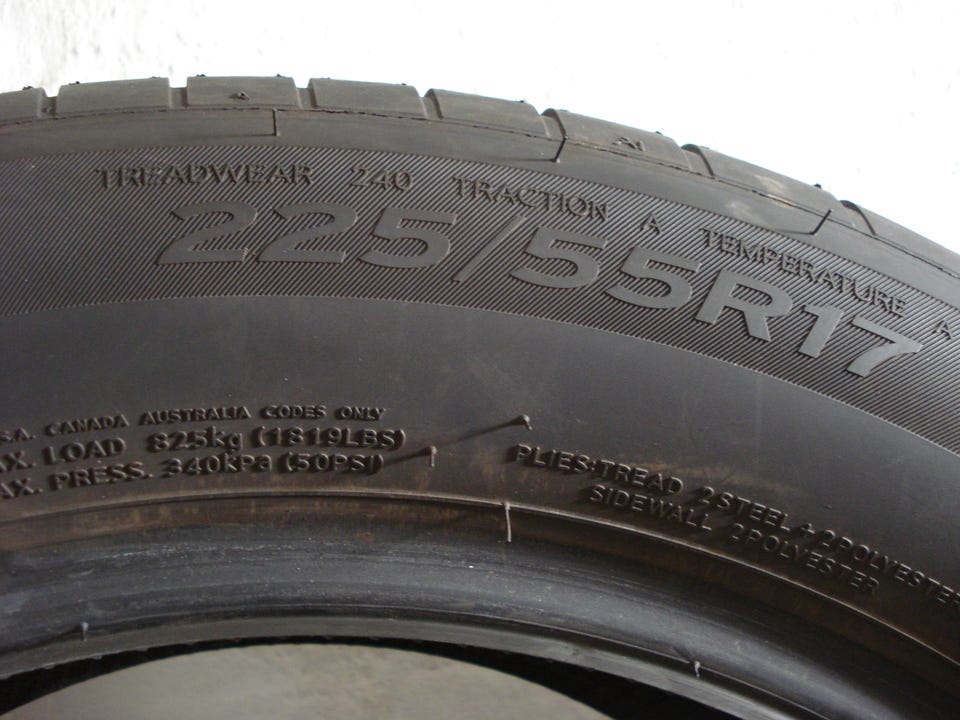 TREADWEAR 240 TRACTION A TEMPERATURE A
225/55R17
S.A. CANADA AUSTRALIA CODES ONLY
AX. LOAD 825kg (1819LBS)
AX. PRESS. 340kPa (50PSI)
PLIES:TREAD 2STEEL+2POLYESTER
SIDEWALL 2POLYESTER